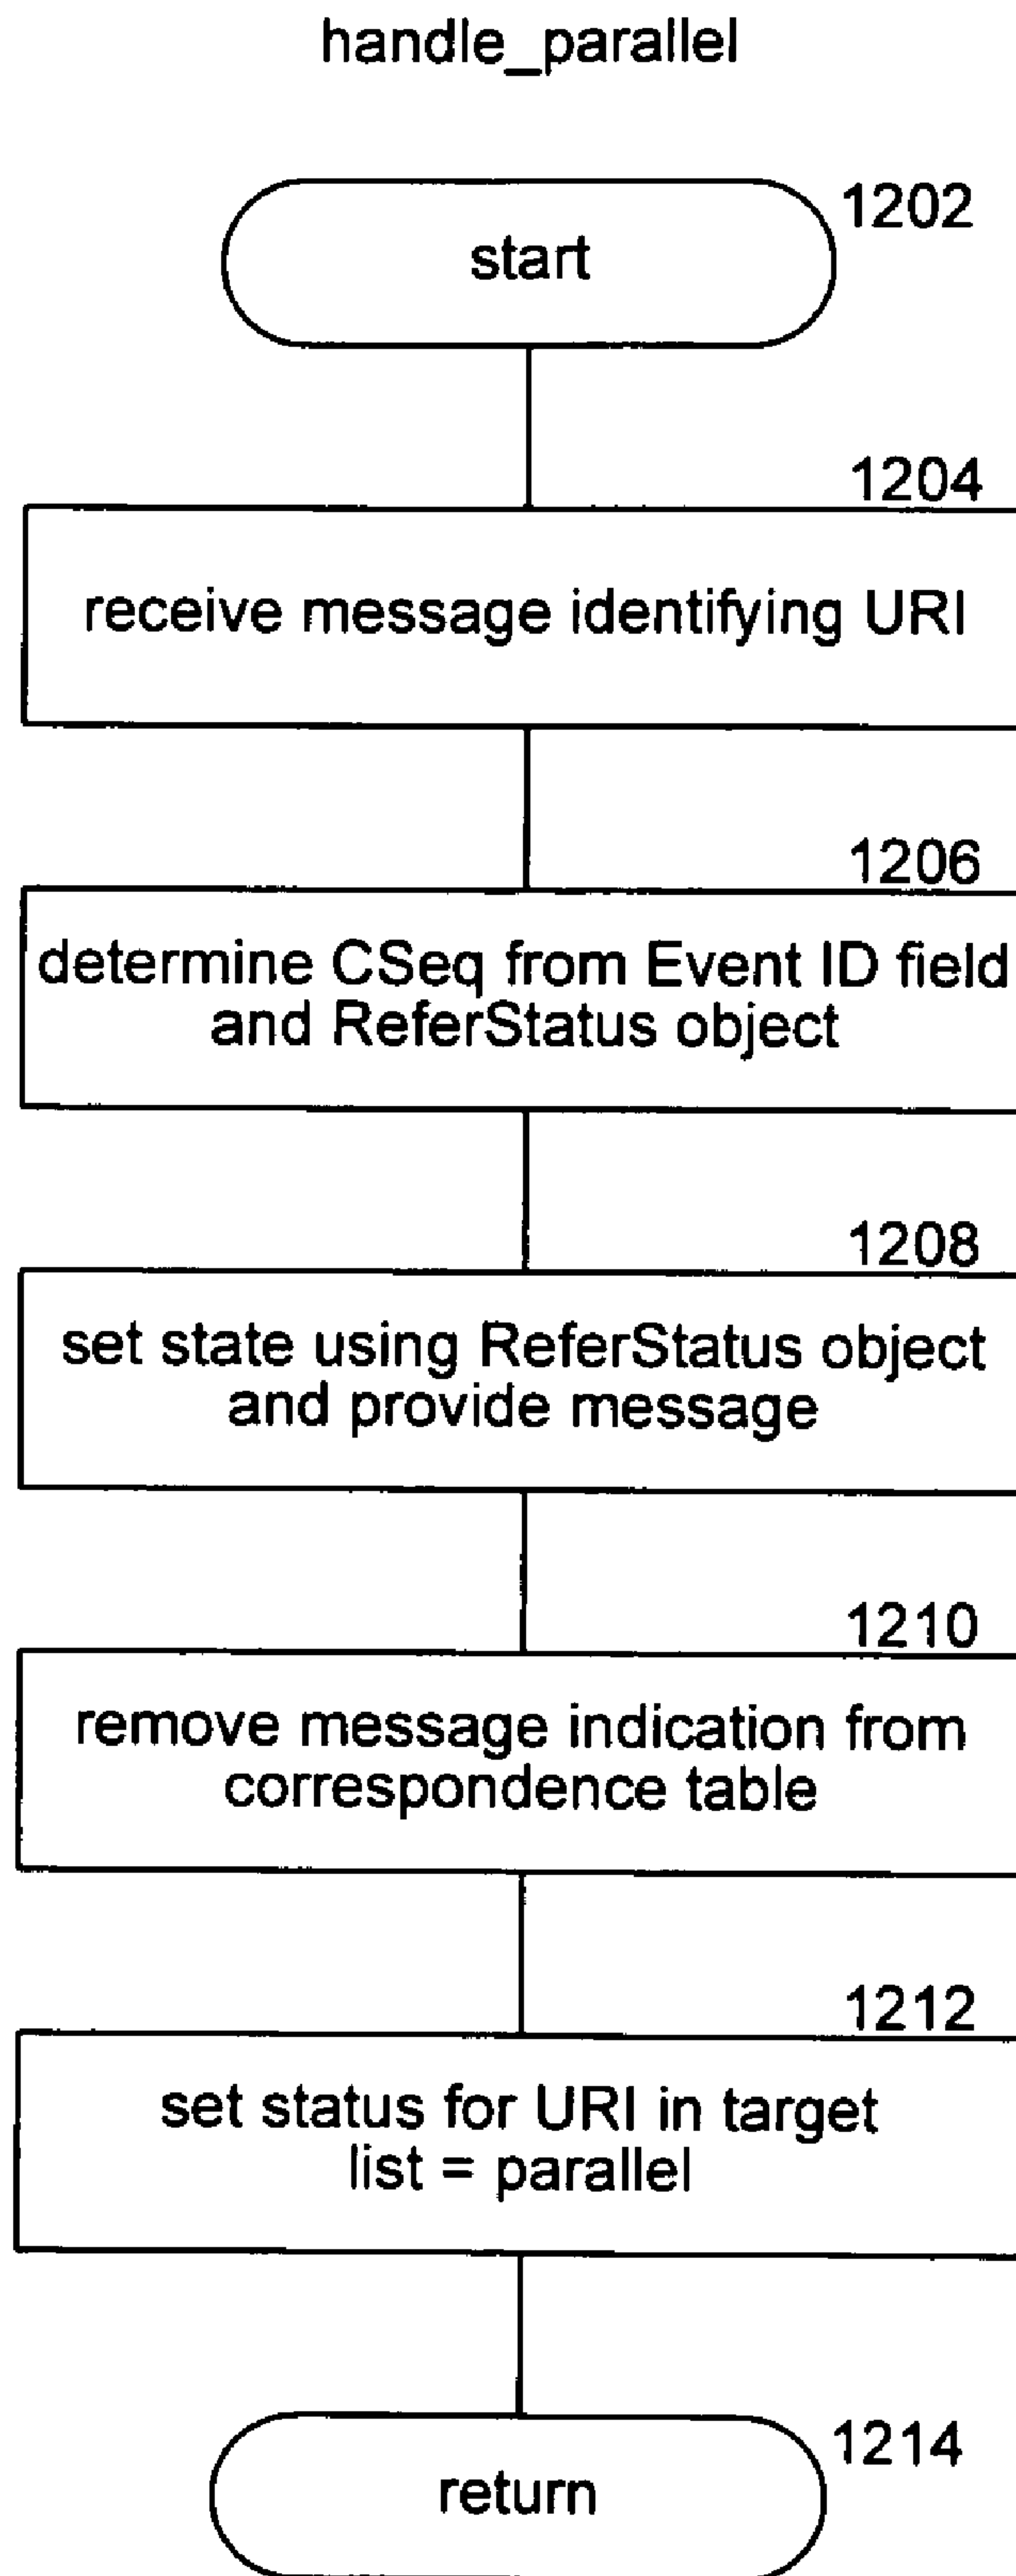 handle_parallel
1202
start
1204
receive message identifying URI
1206
determine CSeq from Event ID field
and ReferStatus object
1208
set state using ReferStatus object
and provide message
1210
remove message indication from
correspondence table
1212
set status for URI in target
list = parallel
1214
return